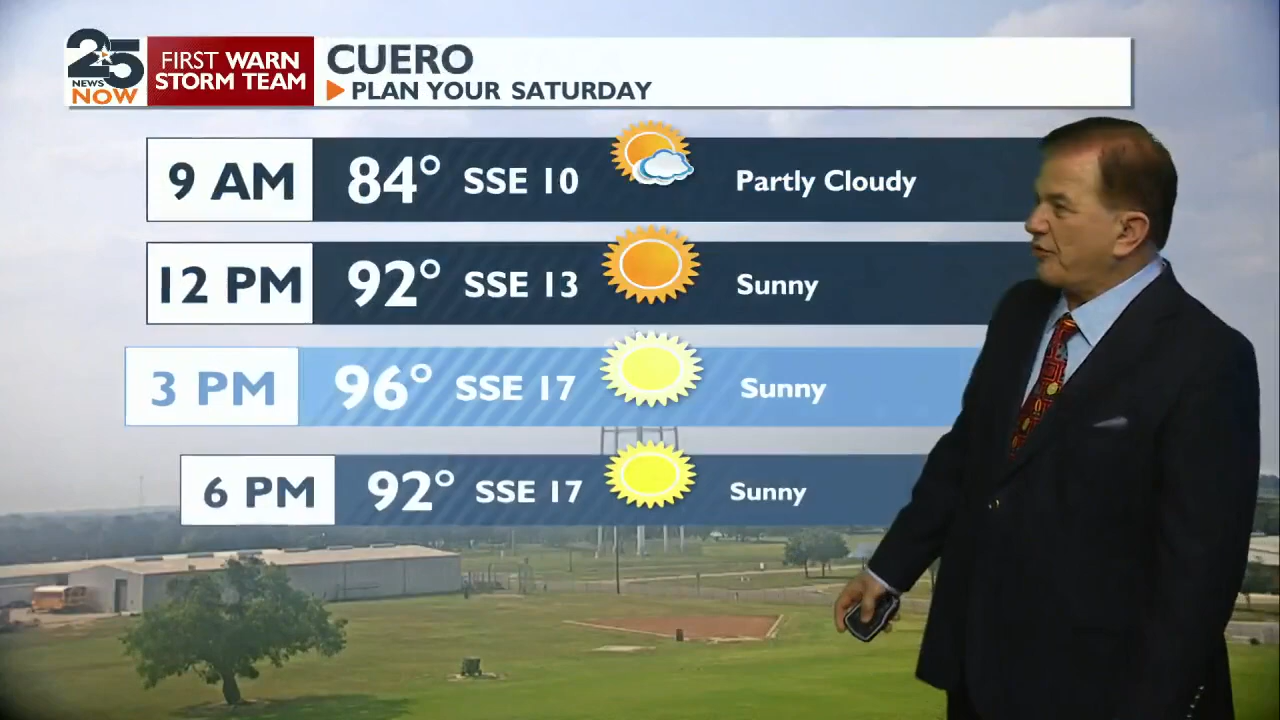 25
NEWS
NOW
FIRST WARN
STORM TEAM
CUERO
PLAN YOUR SATURDAY
9 AM 84° SSE 10 Partly Cloudy
12 PM 92° SSE 13 Sunny
3 PM 96° SSE 17 Sunny
6 PM 92° SSE 17 Sunny